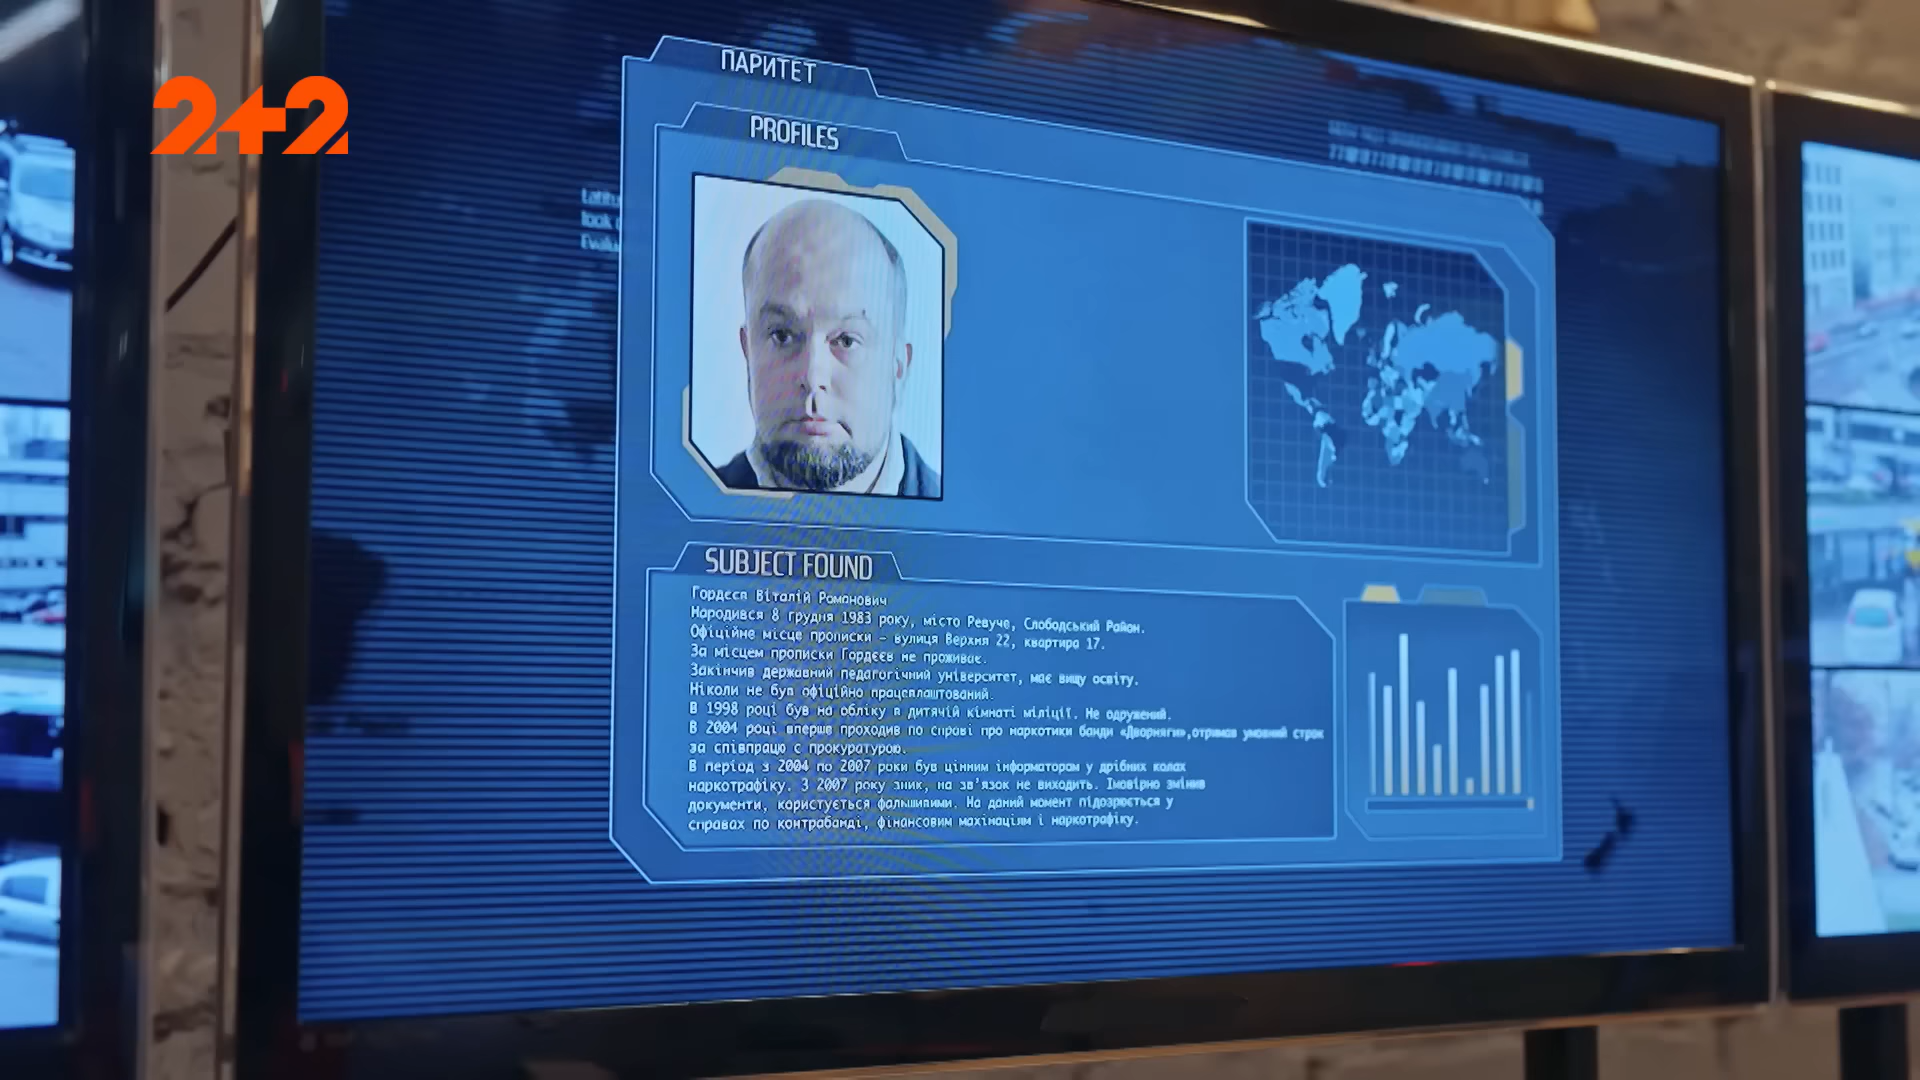 2+2
ПАРИТЕТ
PROFILES
SUBJECT FOUND
Гордєєв Віталій Романович
Народився 8 грудня 1983 року, місто Ревуче, Слободський Район.
Офіційне місце прописки – вулиця Верхня 22, квартира 17.
За місцем прописки Гордєєв не проживає.
Закінчив державний педагогічний університет, має вищу освіту.
Ніколи не був офіційно працевлаштований.
В 1998 році був на обліку в дитячій кімнаті міліції. Не одружений.
В 2004 році вперше проходив по справі про наркотики банди «Дворняги»,отримав умовний строк
за співпрацю с прокуратурою.
В період з 2004 по 2007 роки був цінним інформатором у дрібних колах
наркотрафіку. З 2007 року зник, на зв'язок не виходить. Імовірно змінив
документи, користується фальшивими. На даний момент підозрюється у
справах по контрабанді, фінансовим махінаціям і наркотрафіку.